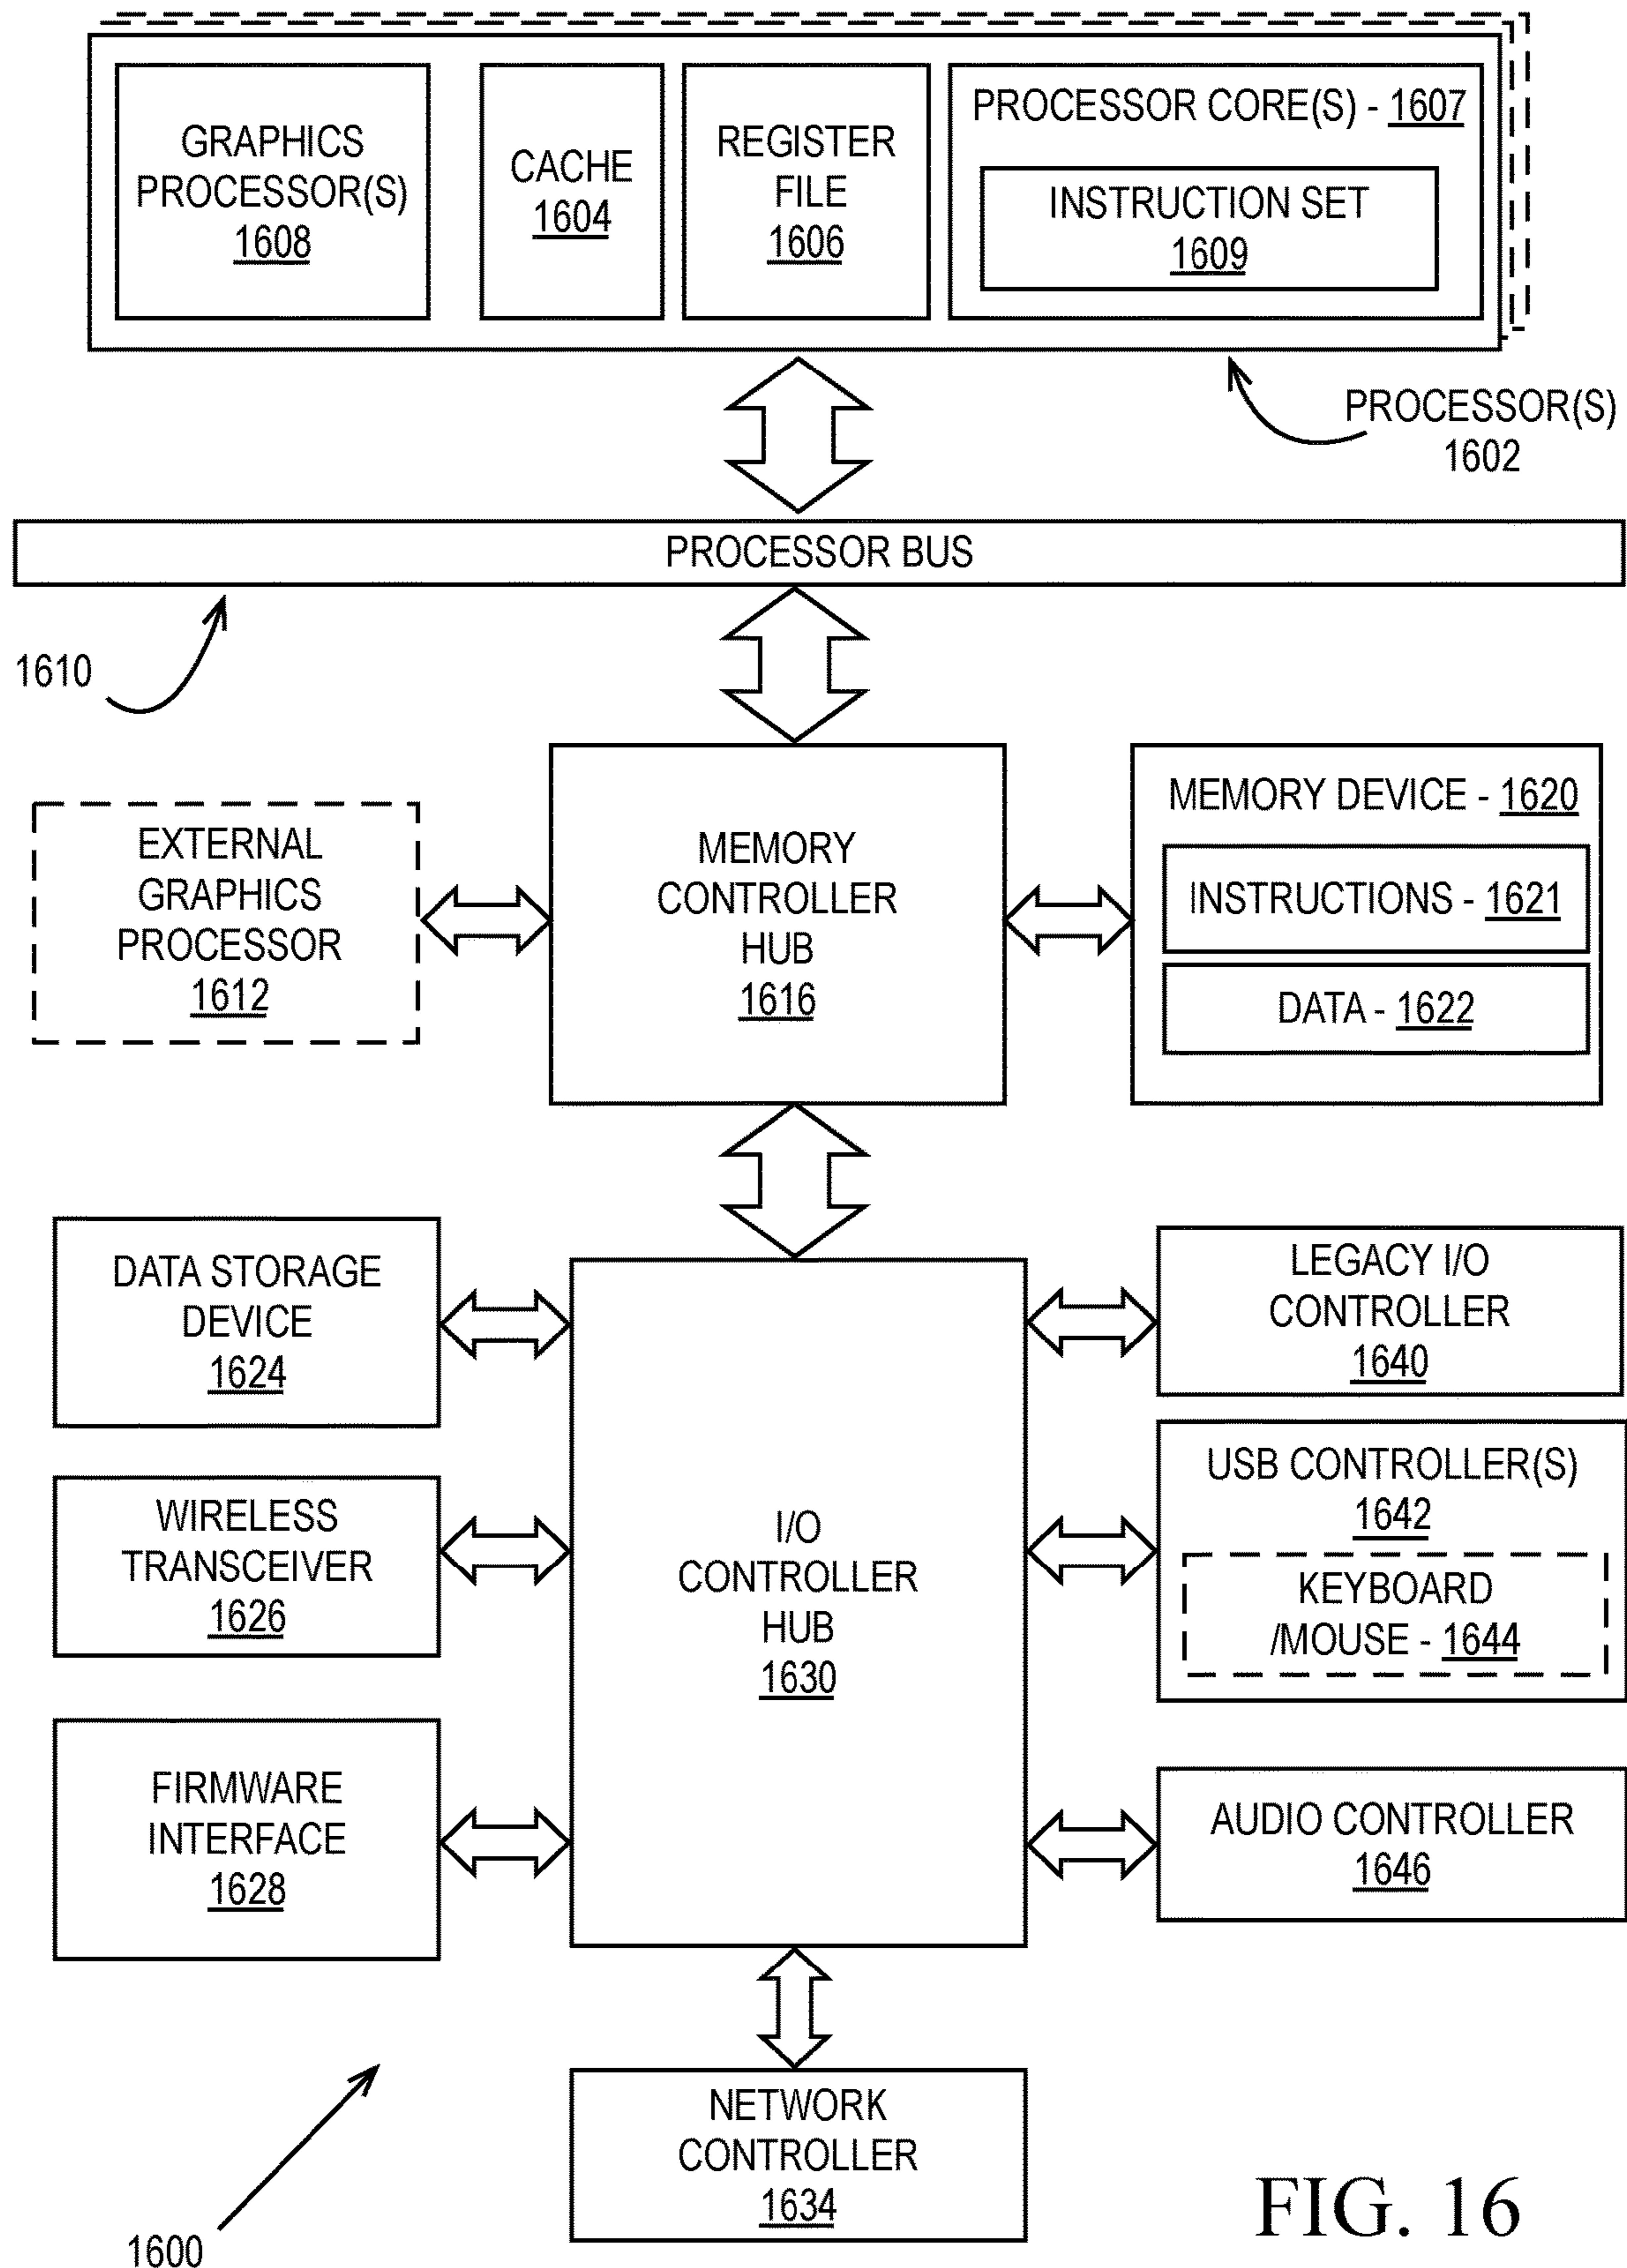 GRAPHICS
PROCESSOR(S)
1608
CACHE
1604
REGISTER
FILE
1606
PROCESSOR CORE(S) - 1607
INSTRUCTION SET
1609
PROCESSOR(S)
1602
PROCESSOR BUS
1610
EXTERNAL
GRAPHICS
PROCESSOR
1612
MEMORY
CONTROLLER
HUB
1616
MEMORY DEVICE - 1620
INSTRUCTIONS - 1621
DATA - 1622
DATA STORAGE
DEVICE
1624
WIRELESS
TRANSCEIVER
1626
FIRMWARE
INTERFACE
1628
I/O
CONTROLLER
HUB
1630
LEGACY I/O
CONTROLLER
1640
USB CONTROLLER(S)
1642
KEYBOARD
/MOUSE - 1644
AUDIO CONTROLLER
1646
NETWORK
CONTROLLER
1634
1600
FIG. 16